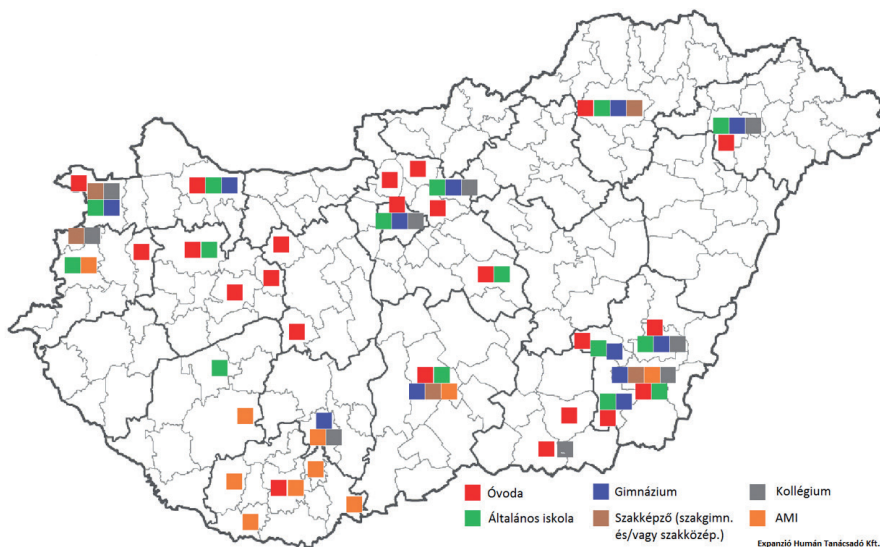 Óvoda
Gimnázium
Kollégium
Általános iskola
Szakképző (szakgimn.
és/vagy szakközép.)
AMI
Expanzió Humán Tanácsadó Kft.